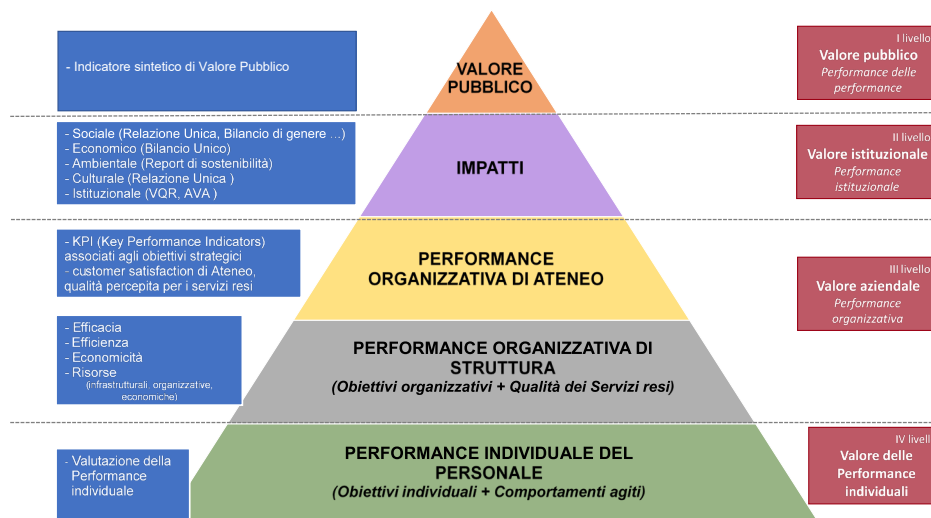 - Indicatore sintetico di Valore Pubblico
VALORE
PUBBLICO
I livello
Valore pubblico
Performance delle
performance
- Sociale (Relazione Unica, Bilancio di genere ...)
- Economico (Bilancio Unico)
- Ambientale (Report di sostenibilità)
- Culturale (Relazione Unica )
- Istituzionale (VQR, AVA )
IMPATTI
II livello
Valore istituzionale
Performance
istituzionale
- KPI (Key Performance Indicators)
associati agli obiettivi strategici
- customer satisfaction di Ateneo,
qualità percepita per i servizi resi
PERFORMANCE
ORGANIZZATIVA DI ATENEO
III livello
Valore aziendale
Performance
organizzativa
- Efficacia
- Efficienza
- Economicità
- Risorse
(infrastrutturali, organizzative,
economiche)
PERFORMANCE ORGANIZZATIVA DI
STRUTTURA
(Obiettivi organizzativi + Qualità dei Servizi resi)
- Valutazione della
Performance
individuale
PERFORMANCE INDIVIDUALE DEL
PERSONALE
(Obiettivi individuali + Comportamenti agiti)
IV livello
Valore delle
Performance
individuali